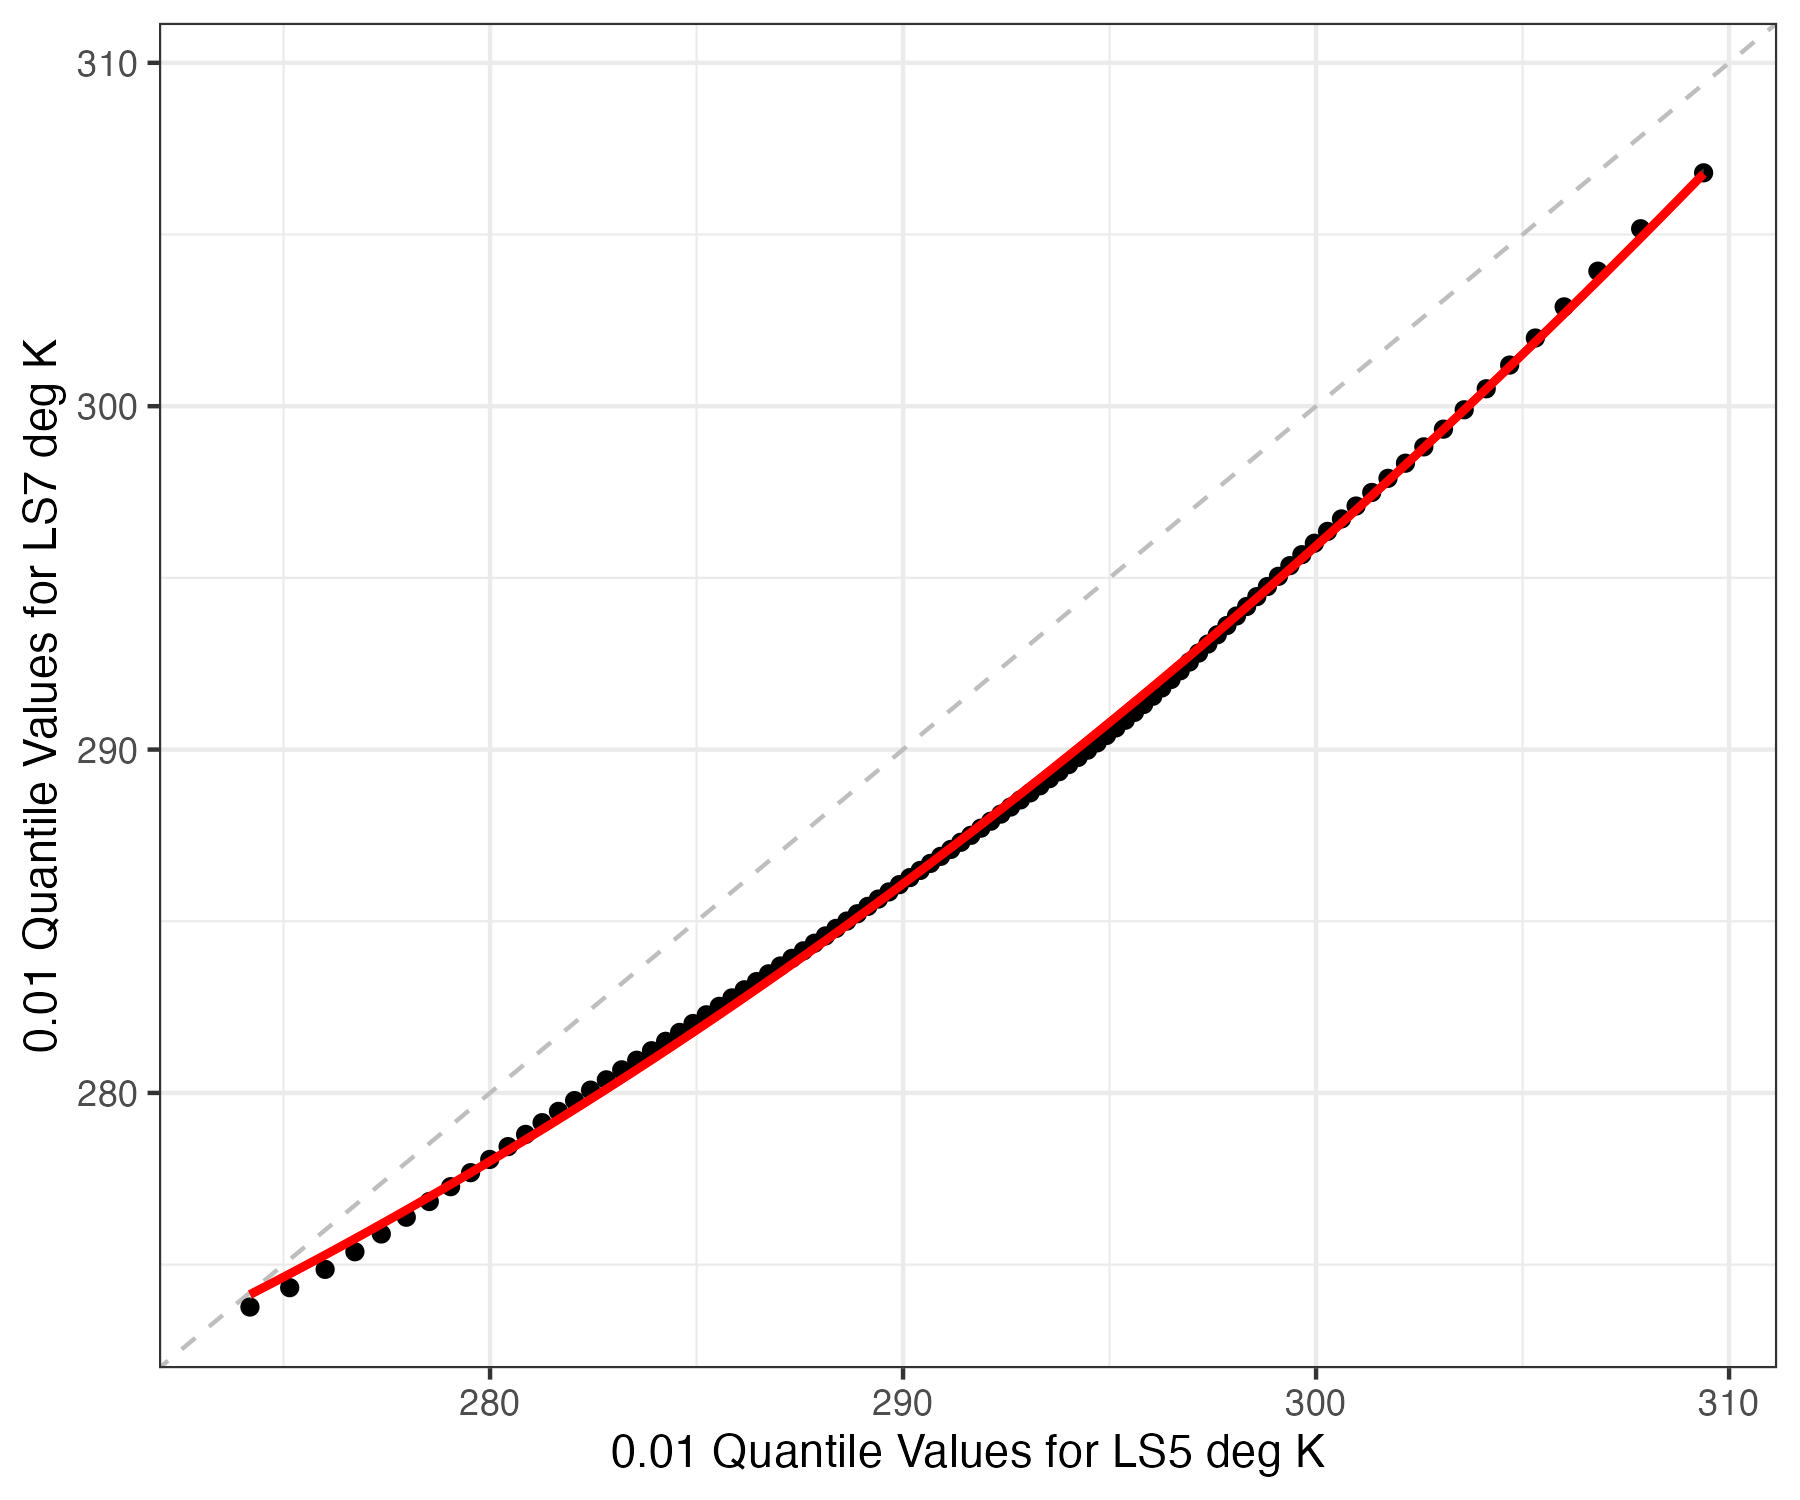 310
300
290
280
0.01 Quantile Values for LS7 deg K
280 290 300 310
0.01 Quantile Values for LS5 deg K